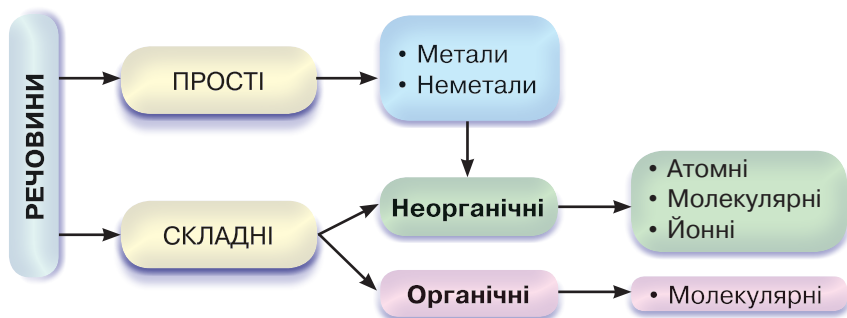 РЕЧОВИНИ
ПРОСТІ
• Метали
• Неметали
СКЛАДНІ
Неорганічні
• Атомні
• Молекулярні
• Йонні
Органічні
• Молекулярні